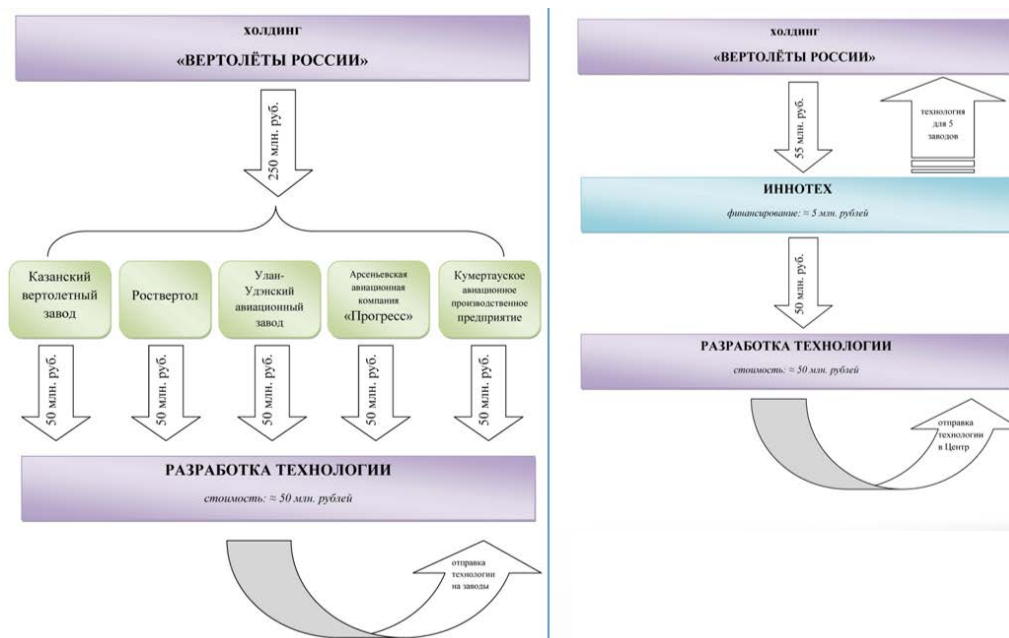 холдинг
«ВЕРТОЛЁТЫ РОССИИ»
250 млн. руб.
Казанский
вертолетный
завод
Роствертол
Улан-
Удэнский
авиационный
завод
Арсеньевская
авиационная
компания
«Прогресс»
Кумертауское
авиационное
производственное
предприятие
50 млн. руб.
50 млн. руб.
50 млн. руб.
50 млн. руб.
50 млн. руб.
РАЗРАБОТКА ТЕХНОЛОГИИ
стоимость: ≈ 50 млн. рублей
отправка
технологии
на заводы
холдинг
«ВЕРТОЛЁТЫ РОССИИ»
55 млн. руб.
технология
для 5
заводов
ИННОТЕХ
финансирование: ≈ 5 млн. рублей
50 млн. руб.
РАЗРАБОТКА ТЕХНОЛОГИИ
стоимость: ≈ 50 млн. рублей
отправка
технологии
в Центр